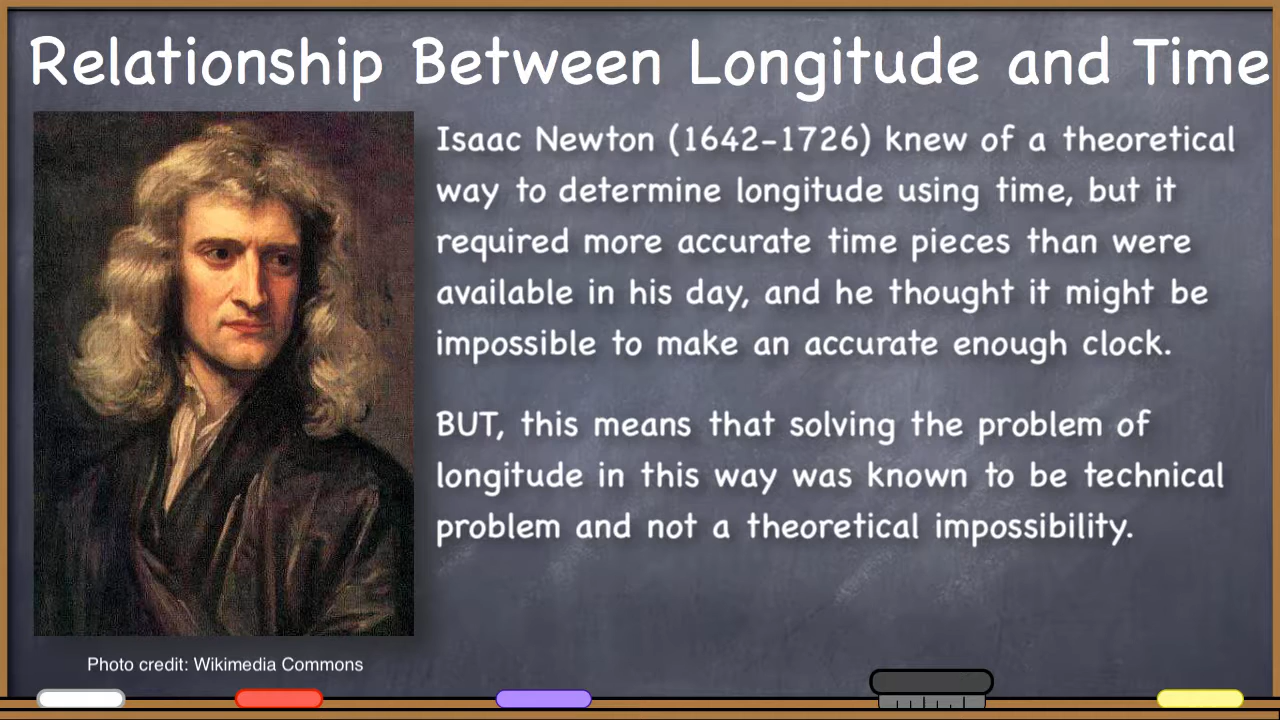 Relationship Between Longitude and Time
Isaac Newton (1642-1726) knew of a theoretical
way to determine longitude using time, but it
required more accurate time pieces than were
available in his day, and he thought it might be
impossible to make an accurate enough clock.
BUT, this means that solving the problem of
longitude in this way was known to be technical
problem and not a theoretical impossibility.
Photo credit: Wikimedia Commons